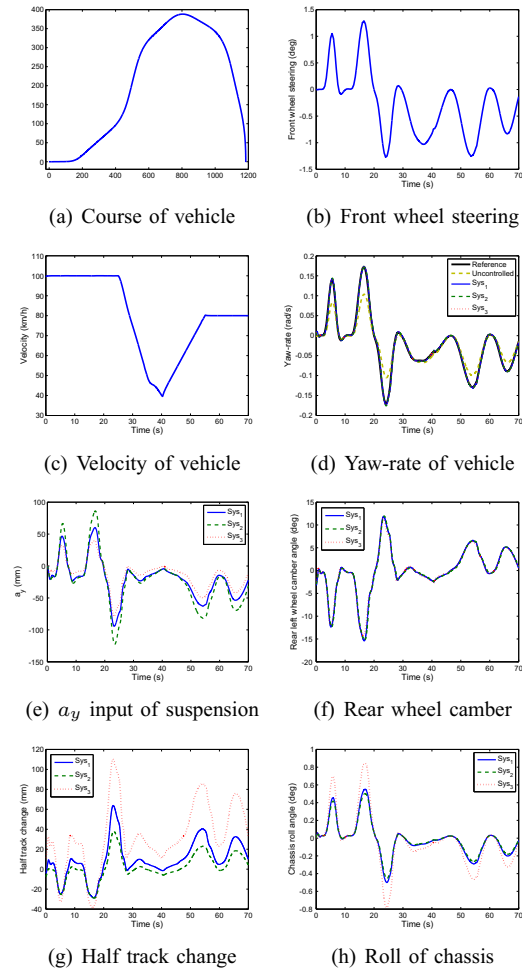 400
350
300
250
200
150
100
50
0
0 200 400 600 800 1000 1200
(a) Course of vehicle
Front wheel steering (deg)
1.5
1
0.5
0
-0.5
-1
-1.5
0 10 20 30 40 50 60 70
Time (s)
(b) Front wheel steering
Velocity (km/h)
110
100
90
80
70
60
50
40
30
0 10 20 30 40 50 60 70
Time (s)
(c) Velocity of vehicle
Yaw-rate (rad/s)
0.2
0.15
0.1
0.05
0
-0.05
-0.1
-0.15
-0.2
Reference
Uncontrolled
Sys1
Sys2
Sys3
0 10 20 30 40 50 60 70
Time (s)
(d) Yaw-rate of vehicle
ay (mm)
100
50
0
-50
-100
-150
Sys1
Sys2
Sys3
0 10 20 30 40 50 60 70
Time (s)
(e) ay input of suspension
Rear left wheel camber angle (deg)
15
10
5
0
-5
-10
-15
-20
Sys1
Sys2
Sys3
0 10 20 30 40 50 60 70
Time (s)
(f) Rear wheel camber
Half track change (mm)
120
100
80
60
40
20
0
-20
-40
Sys1
Sys2
Sys3
0 10 20 30 40 50 60 70
Time (s)
(g) Half track change
Chassis roll angle (deg)
1
0.8
0.6
0.4
0.2
0
-0.2
-0.4
-0.6
-0.8
Sys1
Sys2
Sys3
0 10 20 30 40 50 60 70
Time (s)
(h) Roll of chassis